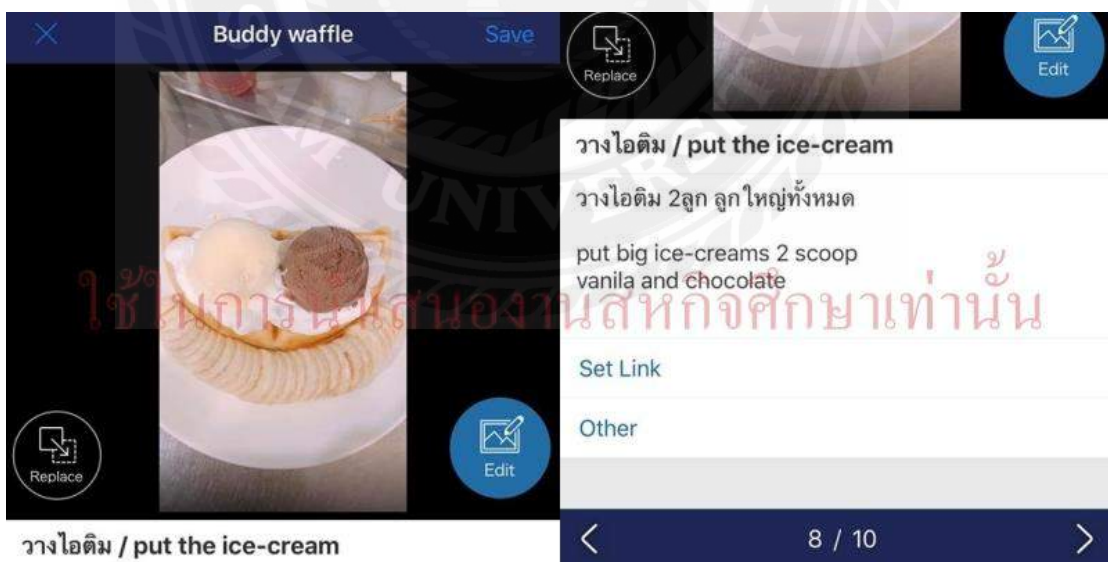 Buddy waffle
Save
Replace
Edit
วางไอติม / put the ice-cream
Replace
Edit
วางไอติม / put the ice-cream
วางไอติม 2ลูก ลูกใหญ่ทั้งหมด
put big ice-creams 2 scoop
vanila and chocolate
Set Link
Other
8 / 10
ใช้ในการนำเสนองานสหกิจศึกษาเท่านั้น
UNIVERSITY